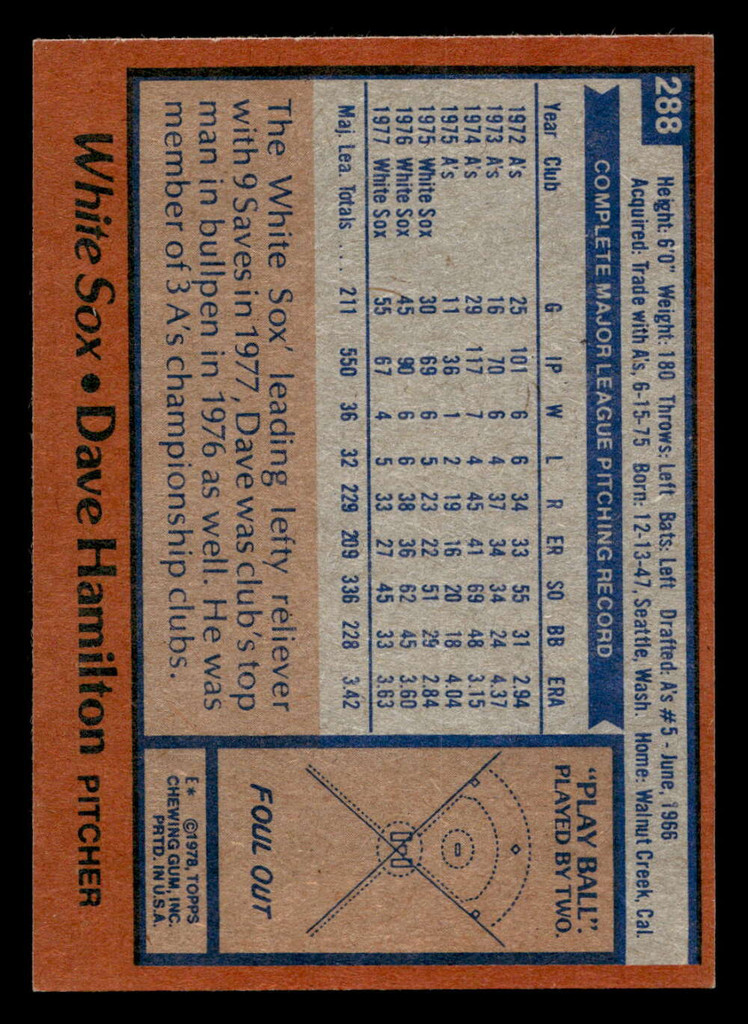 288
Height: 6'0" Weight: 180 Throws: Left Bats: Left Drafted: A's #5 - June, 1966
Acquired: Trade with A's, 6-15-75 Born: 12-13-47, Seattle, Wash. Home: Walnut Creek, Cal.
COMPLETE MAJOR LEAGUE PITCHING RECORD
Year Club G IP W L R ER SO BB ERA
1972 A's 25 101 6 6 34 33 55 31 2.94
1973 A's 16 70 6 4 37 34 34 24 4.37
1974 A's 29 117 7 4 45 41 69 48 3.15
1975 A's 11 36 1 2 19 16 20 18 4.04
1975 White Sox 30 69 6 5 23 22 51 29 2.84
1976 White Sox 45 90 6 6 38 36 62 45 3.60
1977 White Sox 55 67 4 5 33 27 45 33 3.63
Maj. Lea. Totals .... 211 550 36 32 229 209 336 228 3.42
The White Sox' leading lefty reliever
with 9 Saves in 1977, Dave was club's top
man in bullpen in 1976 as well. He was
member of 3 A's championship clubs.
"PLAY BALL".
PLAYED BY TWO.
FOUL OUT
E* ©1978, TOPPS
CHEWING GUM, INC.
PRTD. IN U.S.A.
White Sox • Dave Hamilton PITCHER